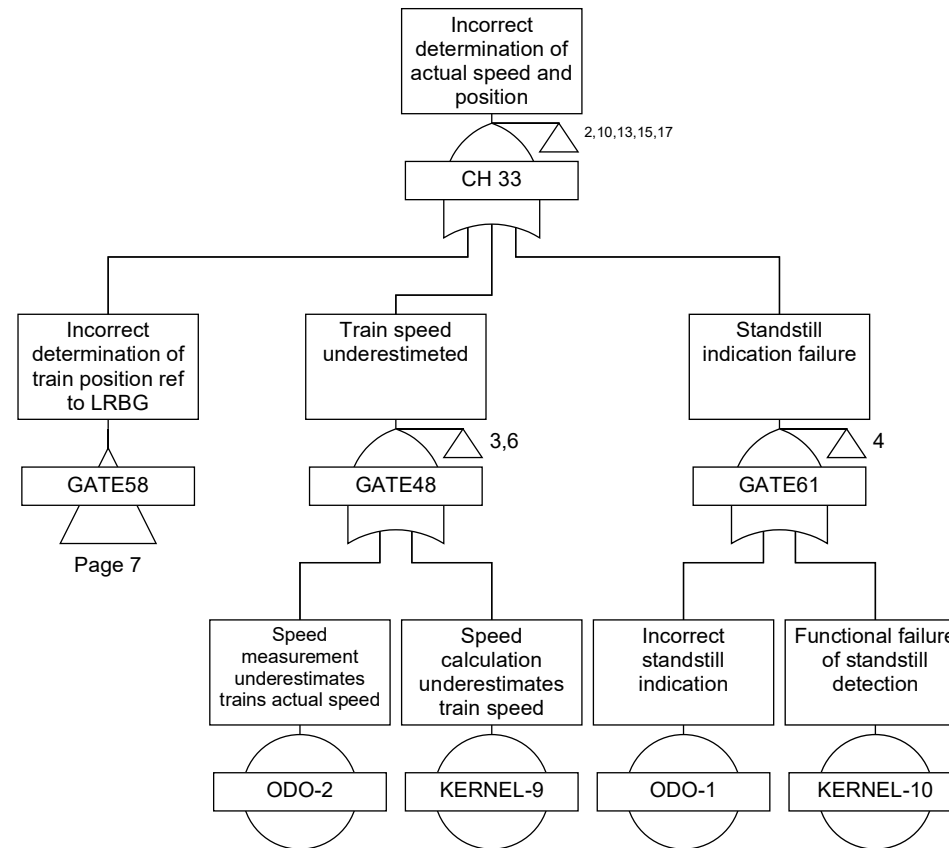 Incorrect
determination of
actual speed and
position
2,10,13,15,17
CH 33
Incorrect
determination of
train position ref
to LRBG
GATE58
Page 7
Train speed
underestimeted
3,6
GATE48
Standstill
indication failure
4
GATE61
Speed
measurement
underestimates
trains actual speed
ODO-2
Speed
calculation
underestimates
train speed
KERNEL-9
Incorrect
standstill
indication
ODO-1
Functional failure
of standstill
detection
KERNEL-10